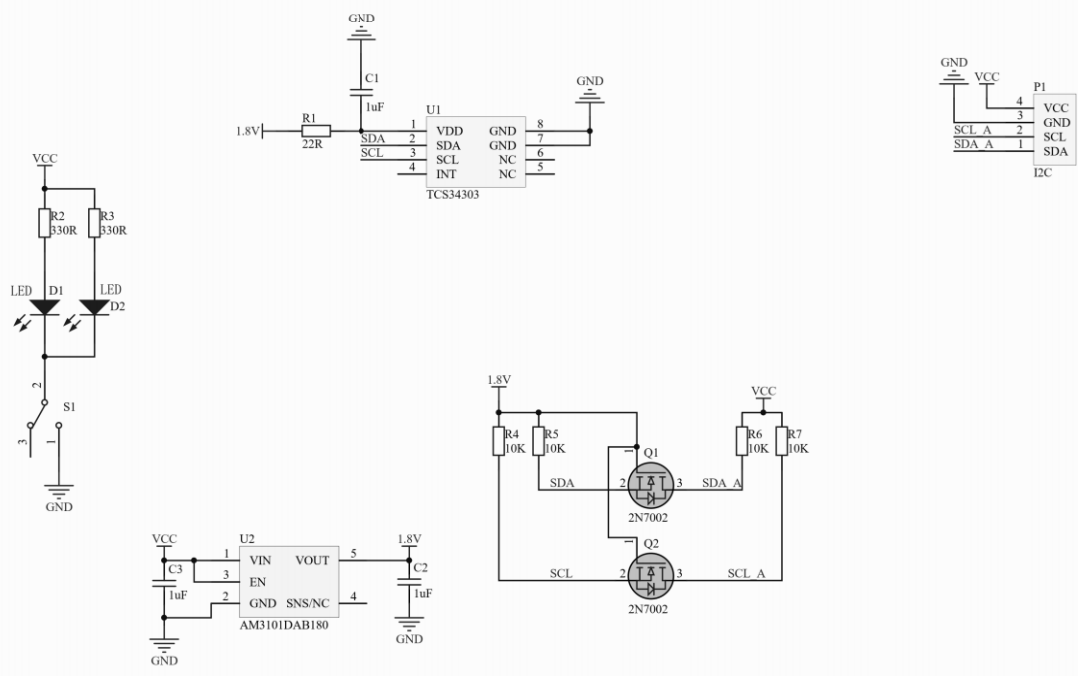 GND
C1
1uF
1.8V
R1
22R
SDA
SCL
U1
1 VDD GND 8
2 SDA GND 7
3 SCL NC 6
4 INT NC 5
TCS34303
GND
GND
VCC
P1
4 VCC
3 GND
SCL_A 2 SCL
SDA_A 1 SDA
I2C
VCC
R2
330R
R3
330R
LED D1
LED
D2
2
S1
3
1
GND
1.8V
VCC
R4
10K
R5
10K
R6
10K
R7
10K
1
Q1
SDA 2 3 SDA_A
2N7002
1
Q2
SCL 2 3 SCL_A
2N7002
VCC
U2
1.8V
1 VIN VOUT 5
C3
1uF
3 EN
2 GND SNS/NC 4
C2
1uF
AM3101DAB180
GND
GND